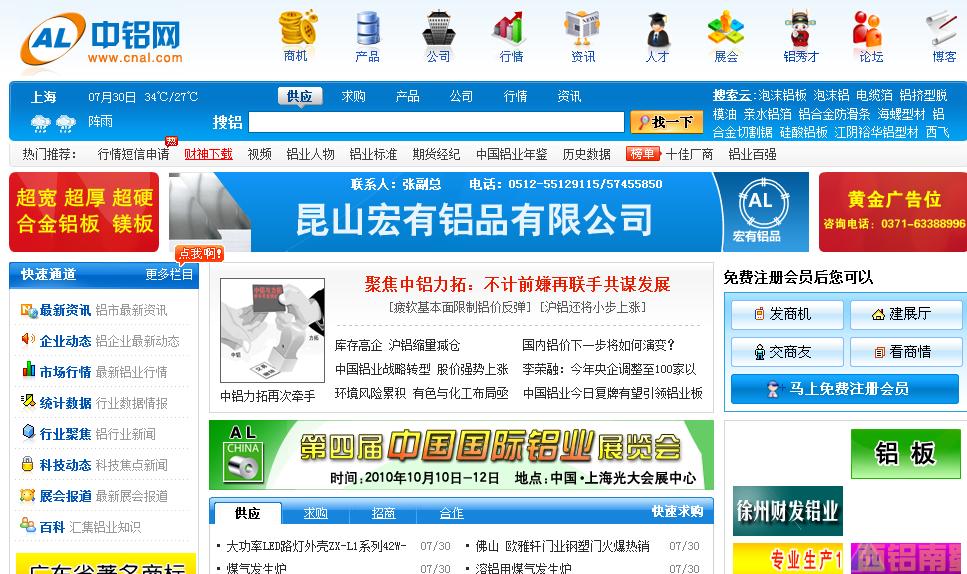 AL 中铝网
www.cnal.com
商机 产品 公司 行情 资讯 人才 展会 铝秀才 论坛 博客
上海 07月30日 34℃/27℃
阵雨
供应 求购 产品 公司 行情 资讯
搜铝 找一下
搜索云:泡沫铝板 泡沫铝 电缆箔 铝挤型脱
模油 亲水铝箔 铝合金防滑条 海螺型材 铝
合金切割锯 硅酸铝板 江阴裕华铝型材 西飞
热门推荐: 行情短信申请 热 财神下载 视频 铝业人物 铝业标准 期货经纪 中国铝业年鉴 历史数据 榜单 十佳厂商 铝业百强
超宽 超厚 超硬
合金铝板 镁板
点我啊!
联系人：张副总 电话：0512-55129115/57455850
昆山宏有铝品有限公司
AL
宏有铝品
黄金广告位
咨询电话：0371-63388996
快速通道 更多栏目
最新资讯 铝市最新资讯
企业动态 铝企业最新动态
市场行情 最新铝业行情
统计数据 行业数据情报
行业聚焦 铝行业新闻
科技动态 科技焦点新闻
展会报道 最新展会报道
百科 汇集铝业知识
广东省著名商标
中铝 力拓
中铝力拓再次牵手
聚焦中铝力拓：不计前嫌再联手共谋发展
[疲软基本面限制铝价反弹] [沪铝还将小步上涨]
库存高企 沪铝缩量减仓 国内铝价下一步将如何演变?
中国铝业战略转型 股价强势上涨 李荣融：今年央企调整至100家以
环境风险累积 有色与化工布局亟 中国铝业今日复牌有望引领铝业板
AL
CHINA
第四届中国国际铝业展览会
时间：2010年10月10日-12日 地点：中国·上海光大会展中心
供应 求购 招商 合作 快速求购
大功率LED路灯外壳ZX-L1系列42W- 07/30
煤气发生炉 07/30
佛山 欧雅轩门业钢塑门火爆热销 07/30
溶铝用煤气发生炉 07/30
免费注册会员后您可以
发商机 建展厅
交商友 看商情
马上免费注册会员
铝 板
徐州财发铝业
专业生产1
西铝南